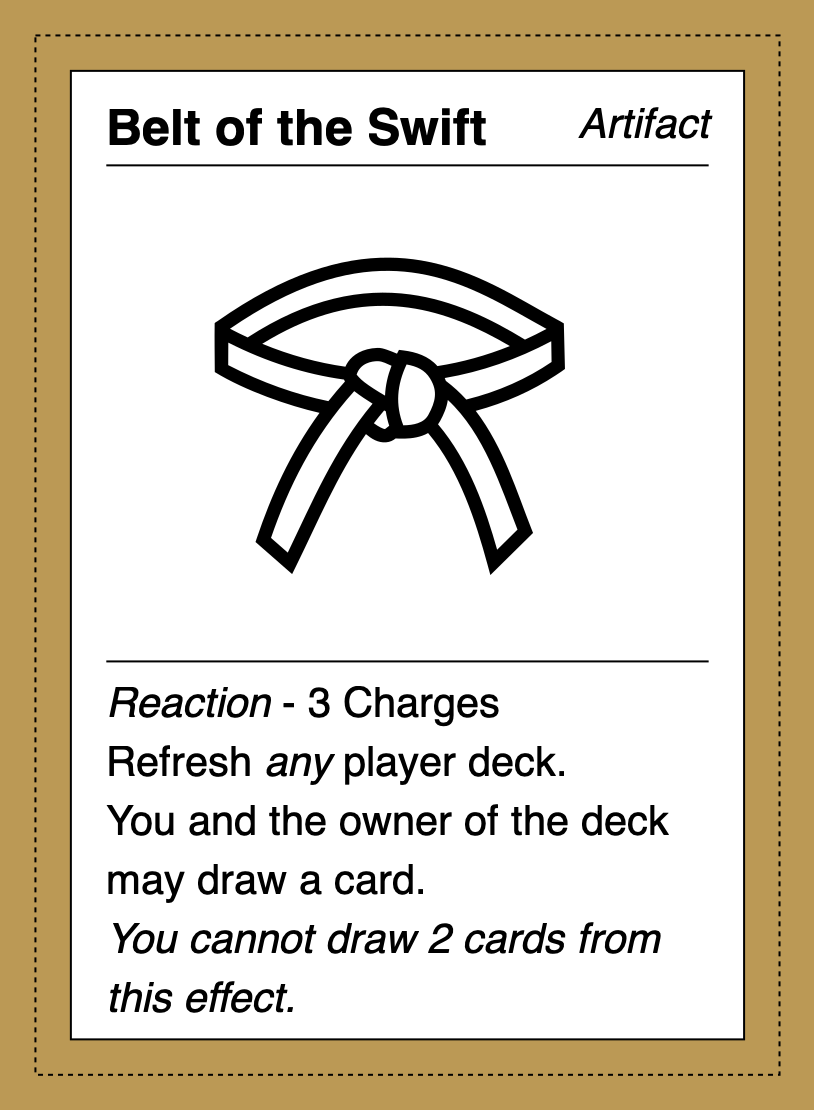 Belt of the Swift Artifact
Reaction - 3 Charges
Refresh any player deck.
You and the owner of the deck
may draw a card.
You cannot draw 2 cards from
this effect.